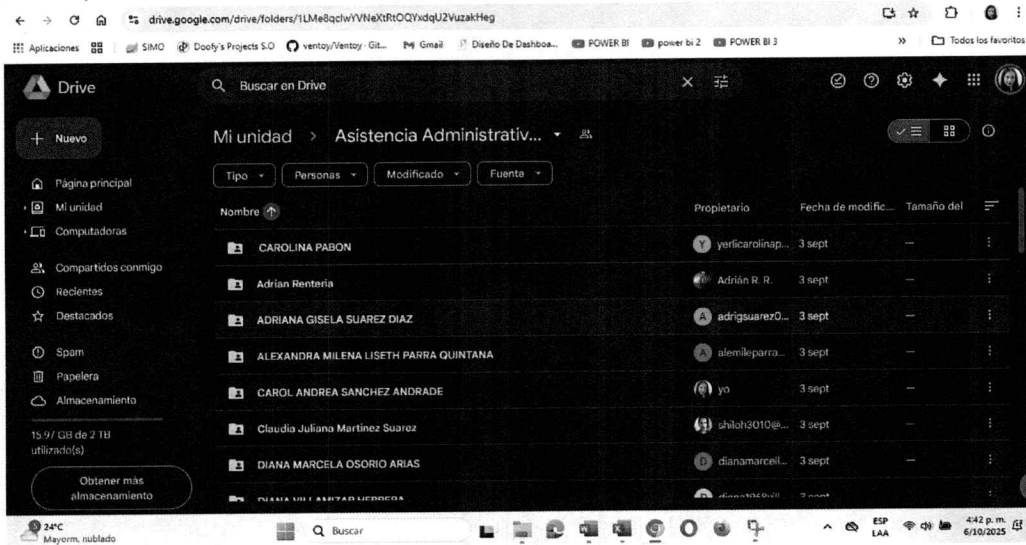 drive.google.com/drive/folders/1LMe8qclwYVNeXtRtOQYxdqU2VuzakHeg
Aplicaciones SIMO Doofy's Projects S.O ventoy/Ventoy · Git... Gmail Diseño De Dashboa... POWER BI power bi 2 POWER BI 3 » Todos los favoritos
Drive
Buscar en Drive
Nuevo
Mi unidad > Asistencia Administrativ...
Tipo Personas Modificado Fuente
Página principal
Mi unidad
Computadoras
Compartidos conmigo
Recientes
Destacados
Spam
Papelera
Almacenamiento
15.97 GB de 2 TB
utilizado(s)
Obtener más
almacenamiento
Nombre Propietario Fecha de modific... Tamaño del
CAROLINA PABON yerlicarolinap... 3 sept —
Adrian Renteria Adrián R. R. 3 sept —
ADRIANA GISELA SUAREZ DIAZ adrigsuarez0... 3 sept —
ALEXANDRA MILENA LISETH PARRA QUINTANA alemileparra... 3 sept —
CAROL ANDREA SANCHEZ ANDRADE yo 3 sept —
Claudia Juliana Martinez Suarez shiloh3010@... 3 sept —
DIANA MARCELA OSORIO ARIAS dianamarcell... 3 sept —
DIANA VILLAMIZAR HERRERA 3 sept
24°C
Mayorm. nublado
Buscar
ESP
LAA
4:42 p. m.
6/10/2025